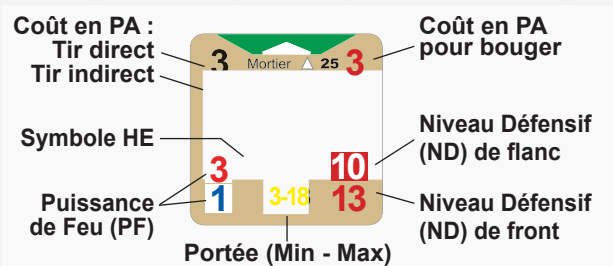 Coût en PA :
Tir direct
Tir indirect
Coût en PA
pour bouger
3 Mortier 25 3
Symbole HE
Niveau Défensif
(ND) de flanc
3 10
Puissance
de Feu (PF)
1 3-18 13
Niveau Défensif
(ND) de front
Portée (Min - Max)